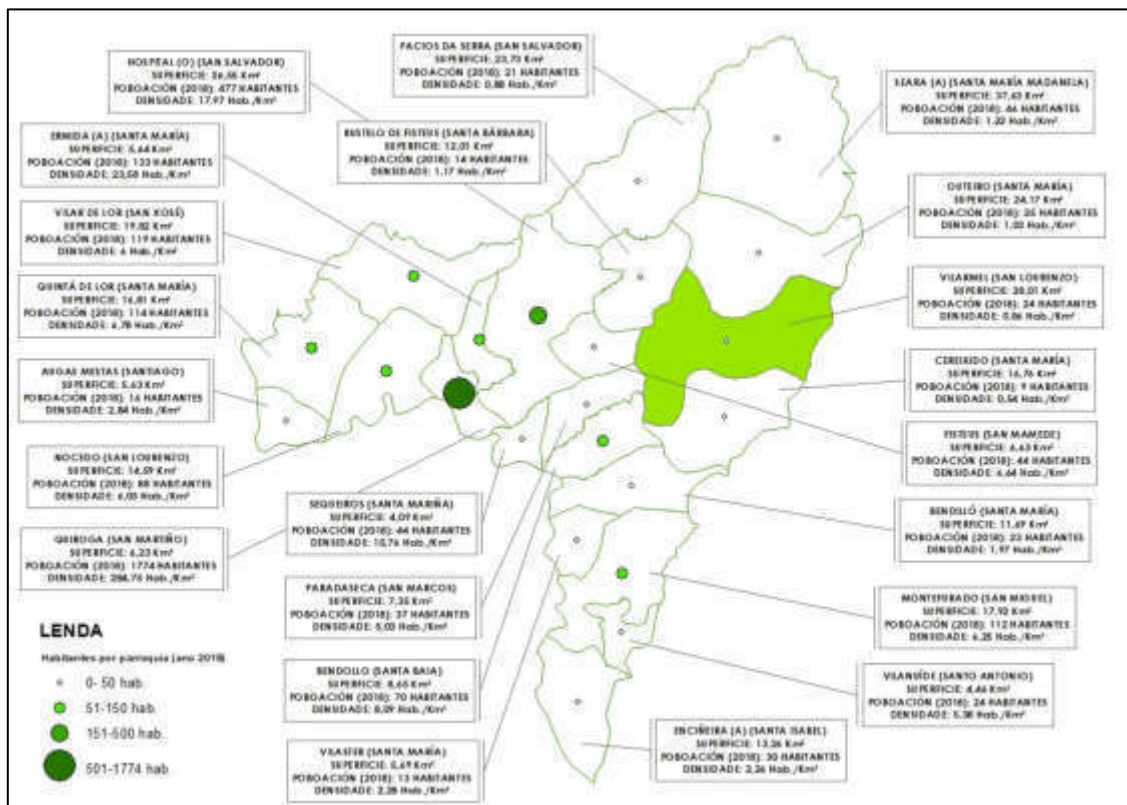 HOSPITAL (O) (SAN SALVADOR)
SUPERFICIE: 26,55 Km²
POBOACIÓN (2018): 477 HABITANTES
DENSIDADE: 17,97 Hab./Km²
PACIOS DA SERRA (SAN SALVADOR)
SUPERFICIE: 23,73 Km²
POBOACIÓN (2018): 21 HABITANTES
DENSIDADE: 0,88 Hab./Km²
SEARA (A) (SANTA MARÍA MADANELA)
SUPERFICIE: 37,63 Km²
POBOACIÓN (2018): 46 HABITANTES
DENSIDADE: 1,22 Hab./Km²
ERMIDA (A) (SANTA MARÍA)
SUPERFICIE: 5,64 Km²
POBOACIÓN (2018): 133 HABITANTES
DENSIDADE: 23,58 Hab./Km²
BUSTELO DE FISTEUS (SANTA BÁRBARA)
SUPERFICIE: 12,01 Km²
POBOACIÓN (2018): 14 HABITANTES
DENSIDADE: 1,17 Hab./Km²
OUTEIRO (SANTA MARÍA)
SUPERFICIE: 24,17 Km²
POBOACIÓN (2018): 25 HABITANTES
DENSIDADE: 1,03 Hab./Km²
VILAR DE LOR (SAN XOSÉ)
SUPERFICIE: 19,82 Km²
POBOACIÓN (2018): 119 HABITANTES
DENSIDADE: 6 Hab./Km²
QUINTÁ DE LOR (SANTA MARÍA)
SUPERFICIE: 16,81 Km²
POBOACIÓN (2018): 114 HABITANTES
DENSIDADE: 6,78 Hab./Km²
VILARMEL (SAN LOURENZO)
SUPERFICIE: 28,01 Km²
POBOACIÓN (2018): 24 HABITANTES
DENSIDADE: 0,86 Hab./Km²
AUGAS MESTAS (SANTIAGO)
SUPERFICIE: 5,63 Km²
POBOACIÓN (2018): 16 HABITANTES
DENSIDADE: 2,84 Hab./Km²
CEREIXIDO (SANTA MARÍA)
SUPERFICIE: 16,76 Km²
POBOACIÓN (2018): 9 HABITANTES
DENSIDADE: 0,54 Hab./Km²
NOCEDO (SAN LOURENZO)
SUPERFICIE: 14,59 Km²
POBOACIÓN (2018): 88 HABITANTES
DENSIDADE: 6,03 Hab./Km²
FISTEUS (SAN MAMEDE)
SUPERFICIE: 6,63 Km²
POBOACIÓN (2018): 44 HABITANTES
DENSIDADE: 6,64 Hab./Km²
SEQUEIROS (SANTA MARIÑA)
SUPERFICIE: 4,09 Km²
POBOACIÓN (2018): 44 HABITANTES
DENSIDADE: 10,76 Hab./Km²
BENDILLÓ (SANTA MARÍA)
SUPERFICIE: 11,69 Km²
POBOACIÓN (2018): 23 HABITANTES
DENSIDADE: 1,97 Hab./Km²
QUIROGA (SAN MARTIÑO)
SUPERFICIE: 6,23 Km²
POBOACIÓN (2018): 1774 HABITANTES
DENSIDADE: 284,75 Hab./Km²
PARADASECA (SAN MARCOS)
SUPERFICIE: 7,35 Km²
POBOACIÓN (2018): 37 HABITANTES
DENSIDADE: 5,03 Hab./Km²
MONTEFURADO (SAN MIGUEL)
SUPERFICIE: 17,92 Km²
POBOACIÓN (2018): 112 HABITANTES
DENSIDADE: 6,25 Hab./Km²
BENDOLLO (SANTA BAIA)
SUPERFICIE: 8,65 Km²
POBOACIÓN (2018): 70 HABITANTES
DENSIDADE: 8,09 Hab./Km²
VILANUÍDE (SANTO ANTONIO)
SUPERFICIE: 4,46 Km²
POBOACIÓN (2018): 24 HABITANTES
DENSIDADE: 5,38 Hab./Km²
VILASTER (SANTA MARÍA)
SUPERFICIE: 5,69 Km²
POBOACIÓN (2018): 13 HABITANTES
DENSIDADE: 2,28 Hab./Km²
ENCIÑEIRA (A) (SANTA ISABEL)
SUPERFICIE: 13,26 Km²
POBOACIÓN (2018): 30 HABITANTES
DENSIDADE: 2,26 Hab./Km²
LENDA
Habitantes por parroquia (ano 2018)
0- 50 hab.
51-150 hab.
151-500 hab.
501-1774 hab.